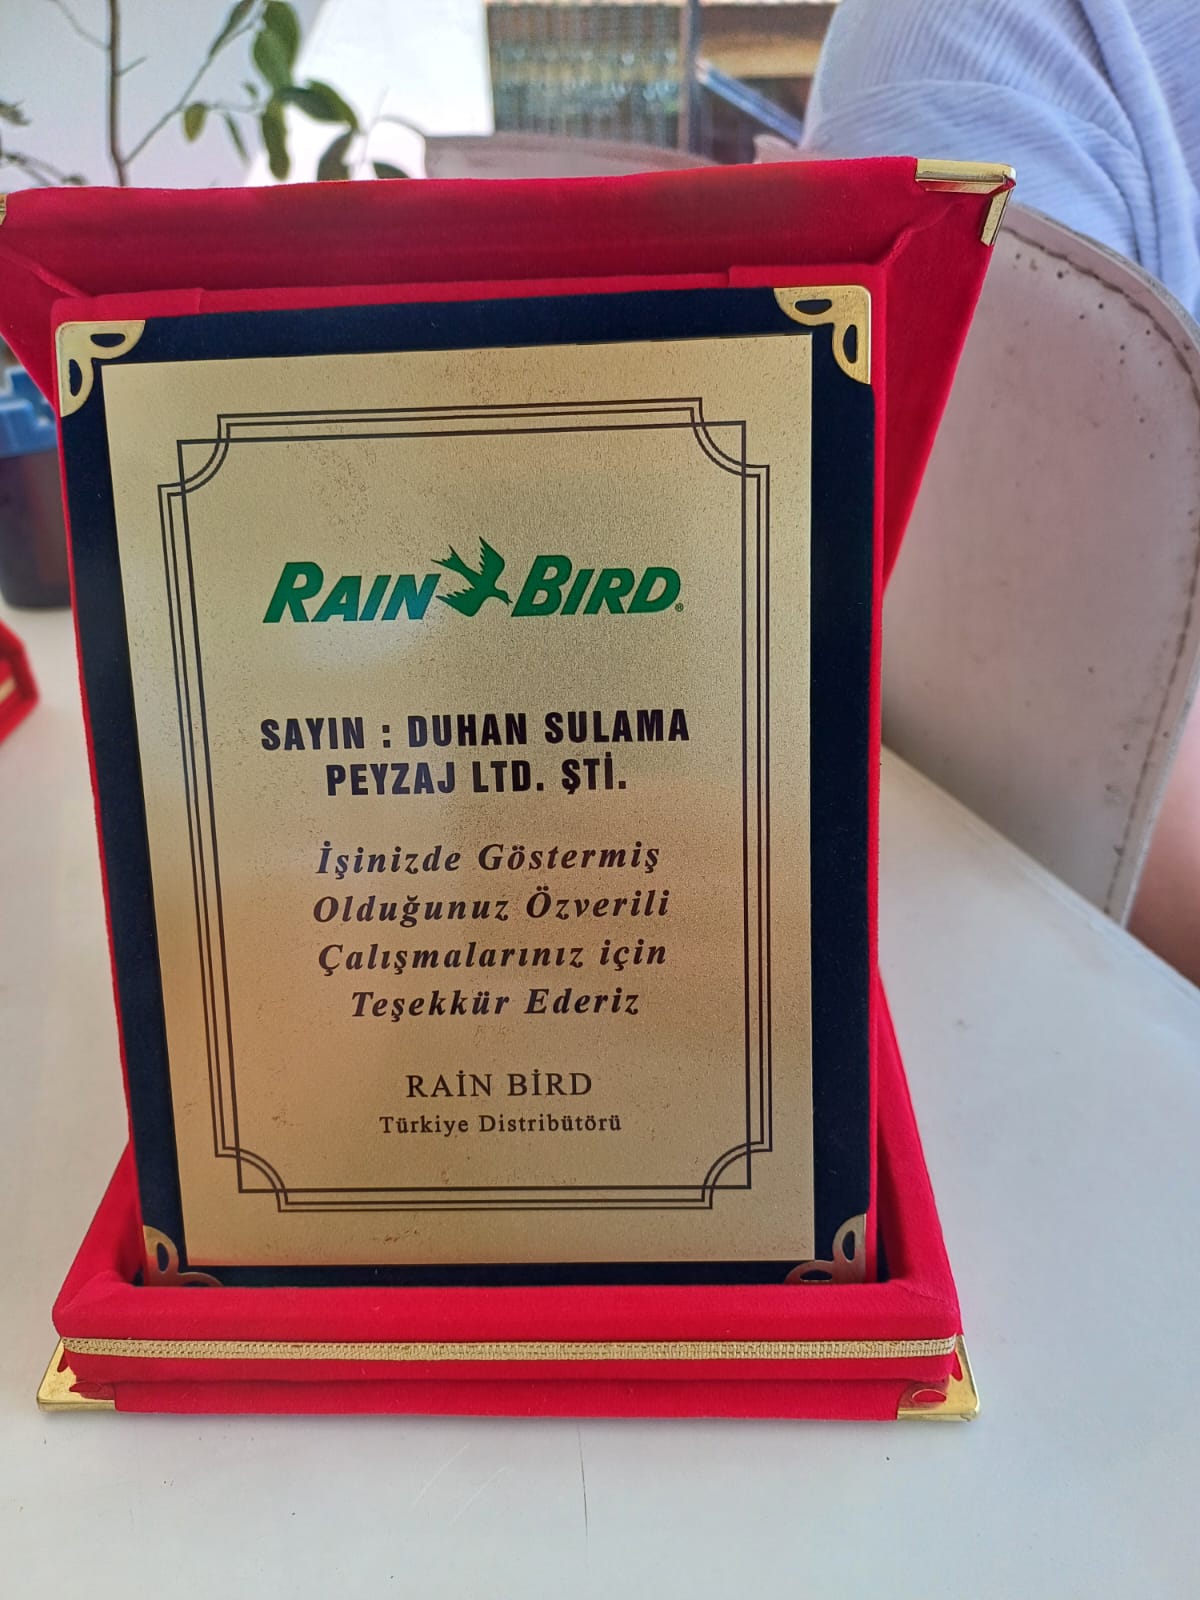 RAIN BIRD®
SAYIN : DUHAN SULAMA
PEYZAJ LTD. ŞTİ.
İşinizde Göstermiş
Olduğunuz Özverili
Çalışmalarınız için
Teşekkür Ederiz
RAİN BİRD
Türkiye Distribütörü